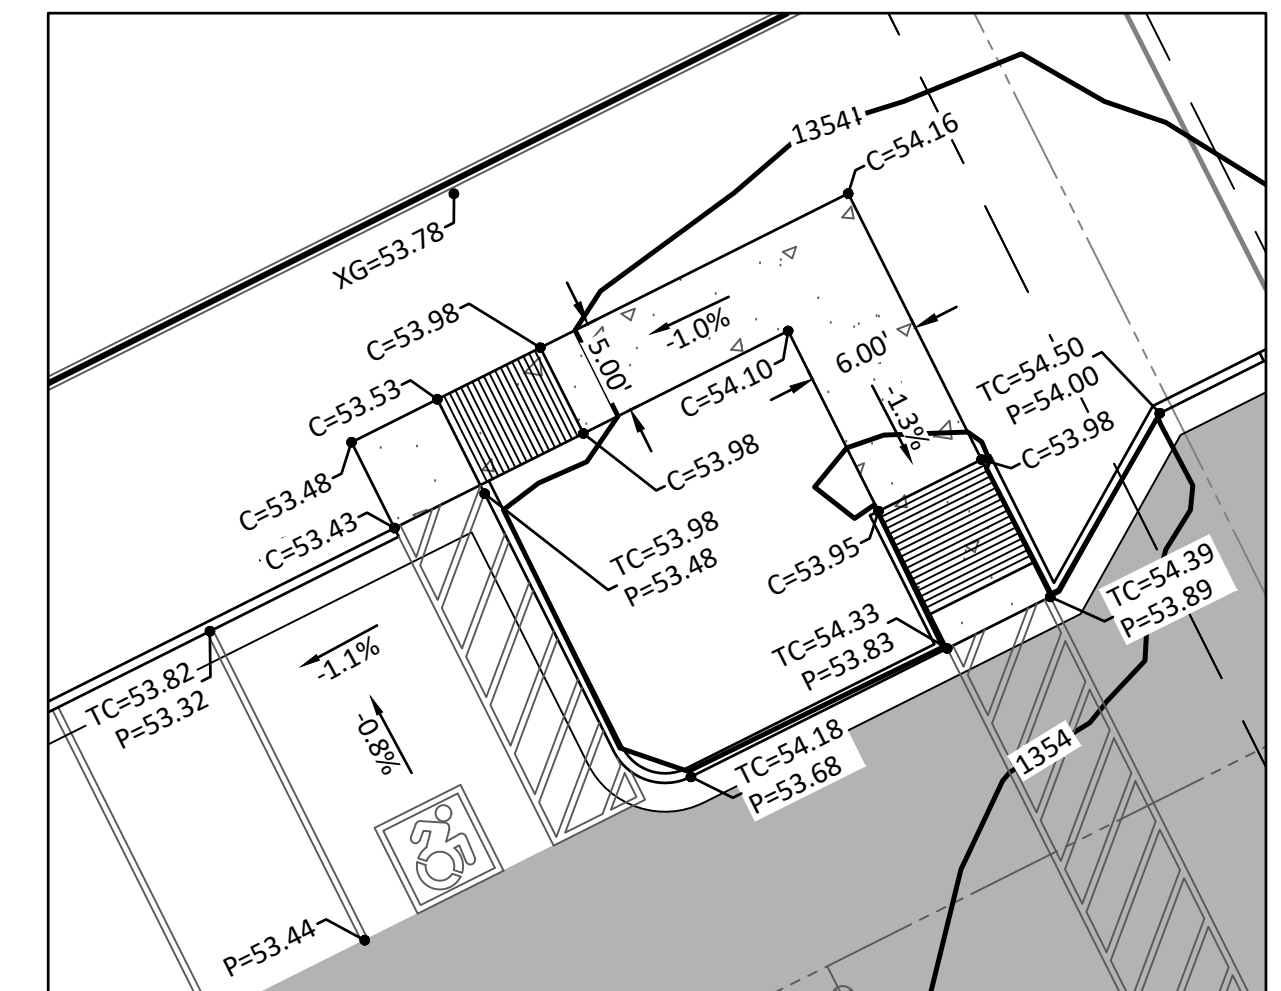 1354
C=54.16
XG=53.78
C=53.98
-1.0%
5.00'
6.00'
C=53.53
C=54.10
TC=54.50
P=54.00
-1.3%
C=53.98
C=53.98
C=53.48
C=53.43
TC=53.98
P=53.48
C=53.95
TC=54.39
P=53.89
TC=54.33
P=53.83
-1.1%
TC=53.82
P=53.32
-0.8%
TC=54.18
P=53.68
1354
P=53.44